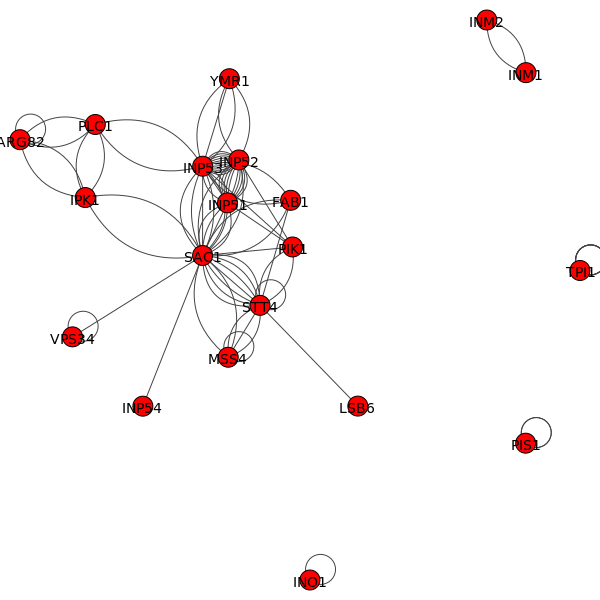 INM2
INM1
YMR1
PLC1
ARG82
INP53
INP52
IPK1
INP51
FAB1
SAC1
PIK1
TPI1
STT4
VPS34
MSS4
INP54
LSB6
PIS1
INO1